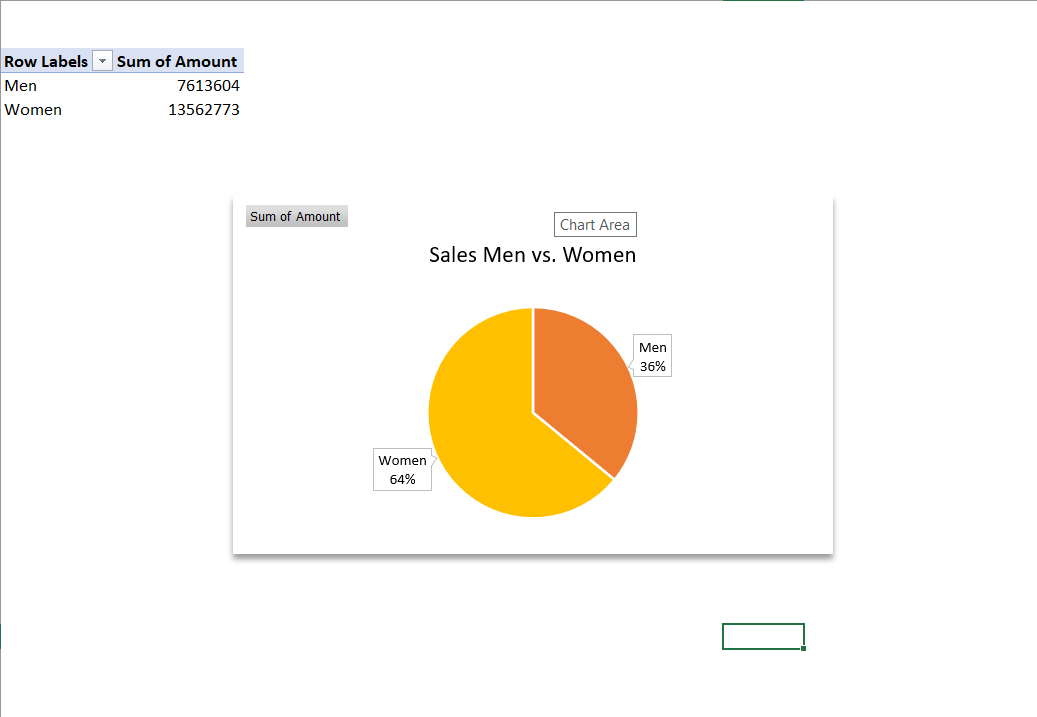 Row Labels Sum of Amount
Men 7613604
Women 13562773
Sum of Amount
Chart Area
Sales Men vs. Women
Men
36%
Women
64%